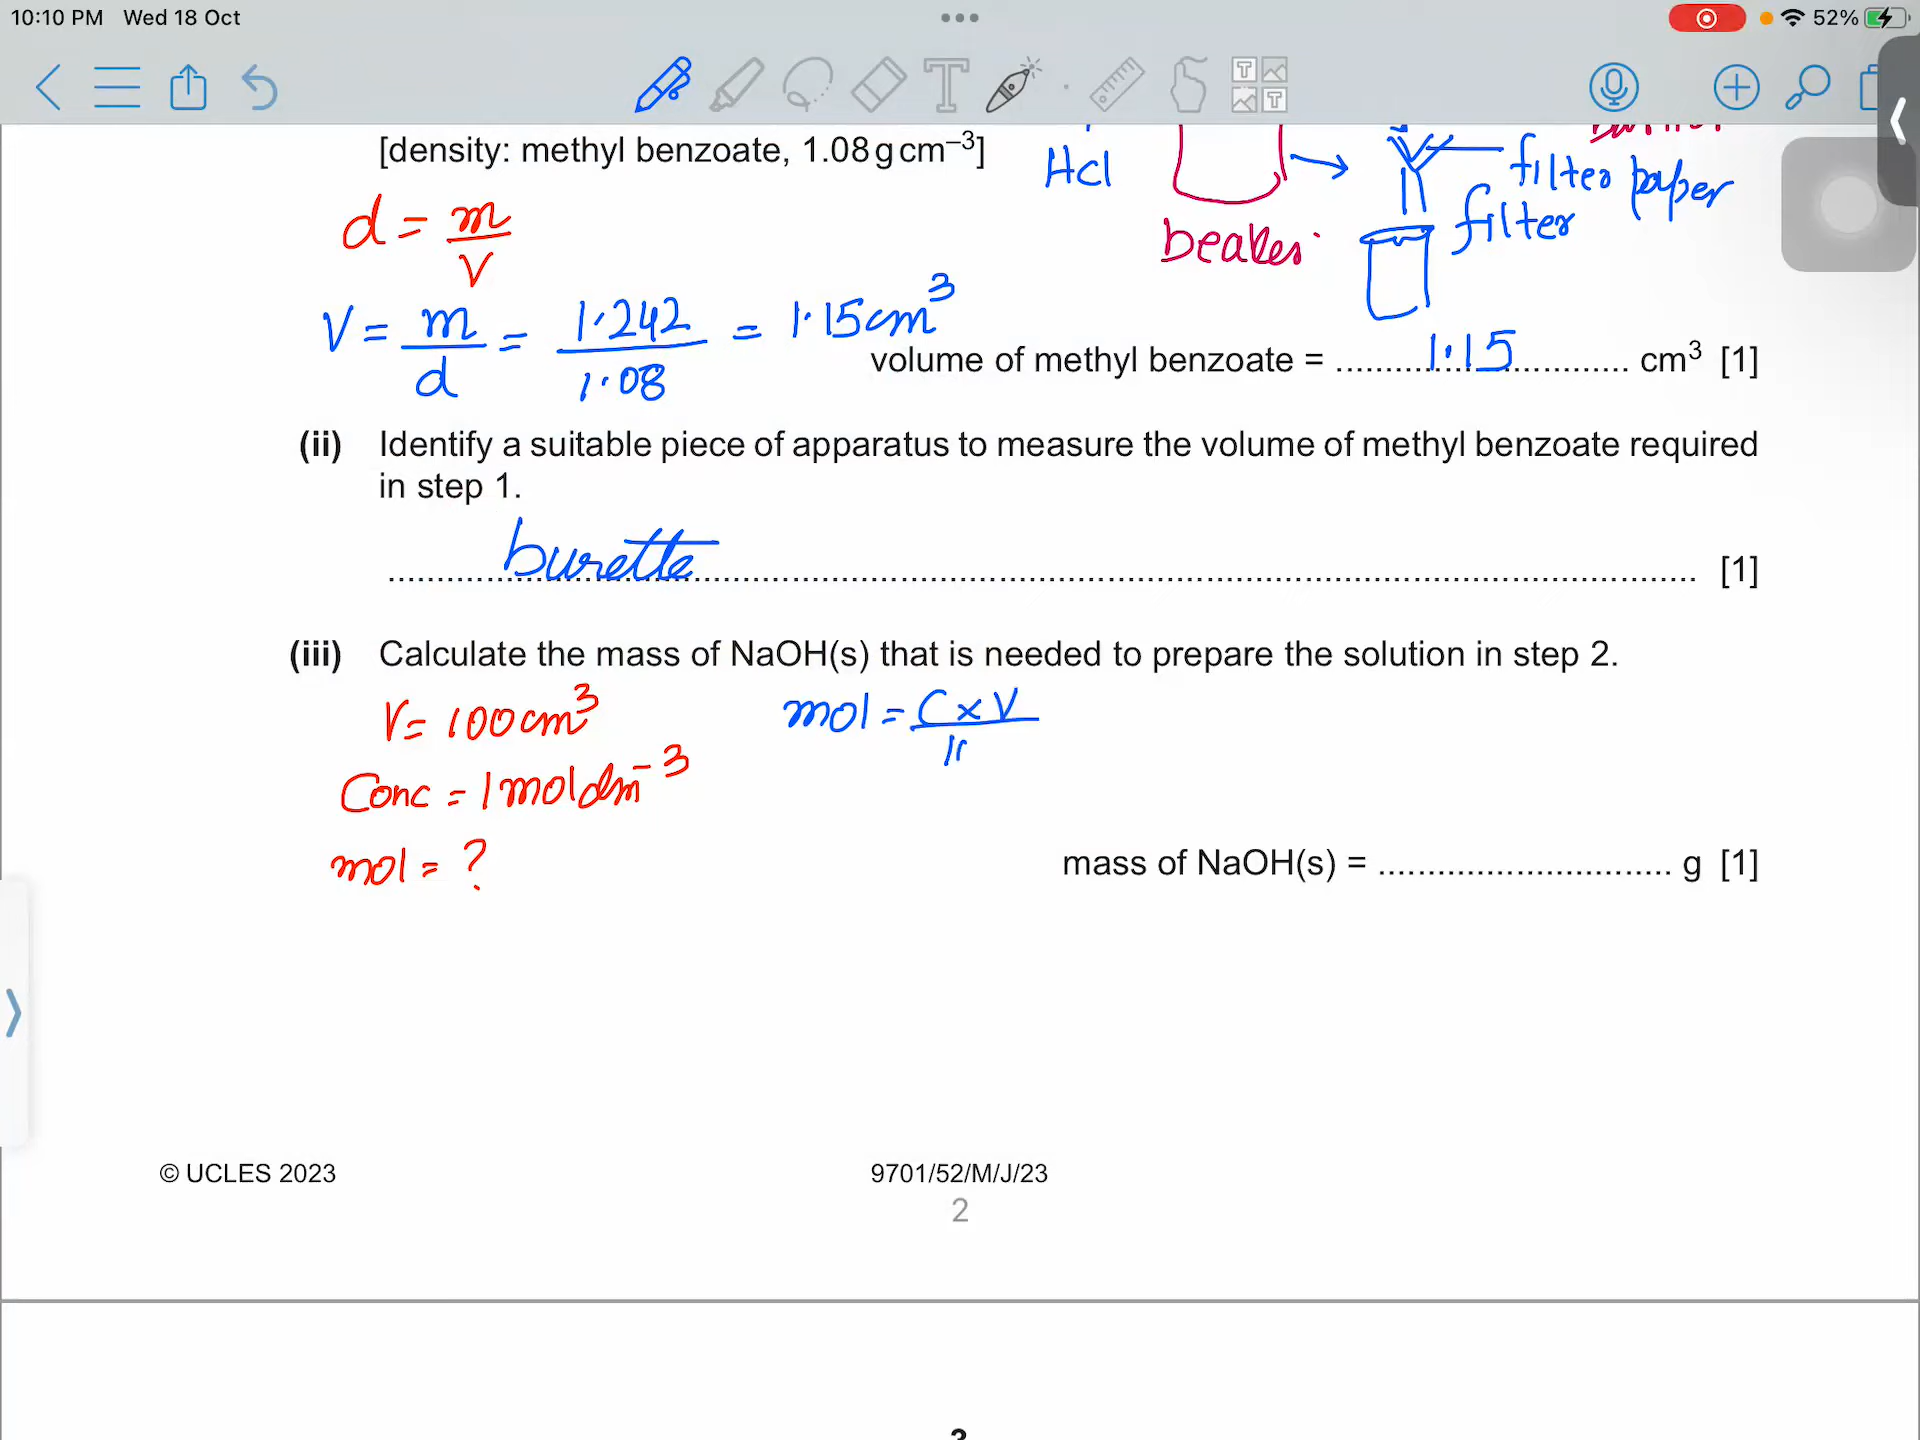 10:10 PM Wed 18 Oct
52%
[density: methyl benzoate, 1.08 g cm⁻³]
HCl
filter paper
filter
beaker
d = m/V
V = m/d = 1.242/1.08 = 1.15 cm³
volume of methyl benzoate = ..........1.15.......... cm³ [1]
(ii) Identify a suitable piece of apparatus to measure the volume of methyl benzoate required
in step 1.
burette
[1]
(iii) Calculate the mass of NaOH(s) that is needed to prepare the solution in step 2.
V = 100 cm³
mol = C × V
Conc = 1 mol dm⁻³
mol = ?
mass of NaOH(s) = .............................. g [1]
© UCLES 2023
9701/52/M/J/23
2